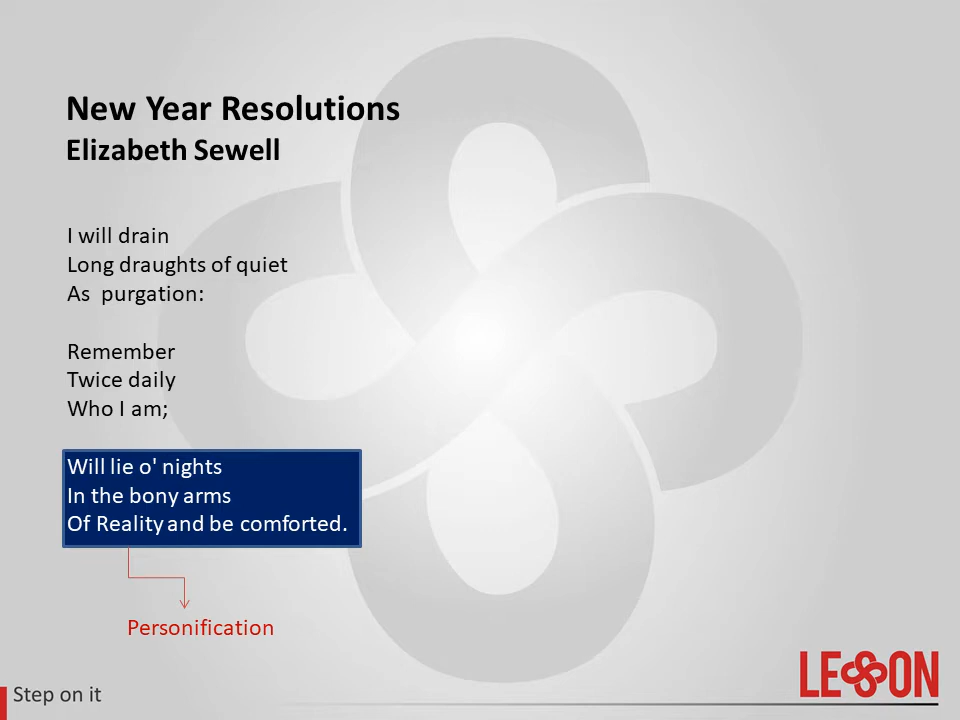 New Year Resolutions
Elizabeth Sewell
I will drain
Long draughts of quiet
As purgation:
Remember
Twice daily
Who I am;
Will lie o' nights
In the bony arms
Of Reality and be comforted.
Personification
Step on it
LESSON